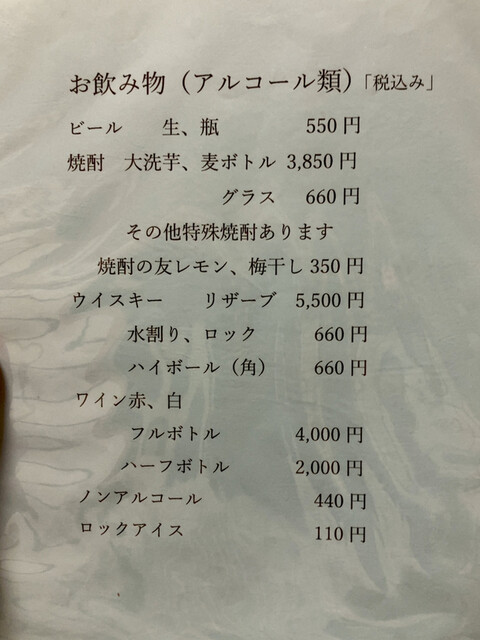 お飲み物（アルコール類）「税込み」
ビール　生、瓶　550円
焼酎　大洗芋、麦ボトル 3,850円
グラス　660円
その他特殊焼酎あります
焼酎の友レモン、梅干し 350円
ウイスキー　リザーブ　5,500円
水割り、ロック　660円
ハイボール（角）　660円
ワイン赤、白
フルボトル　4,000円
ハーフボトル　2,000円
ノンアルコール　440円
ロックアイス　110円